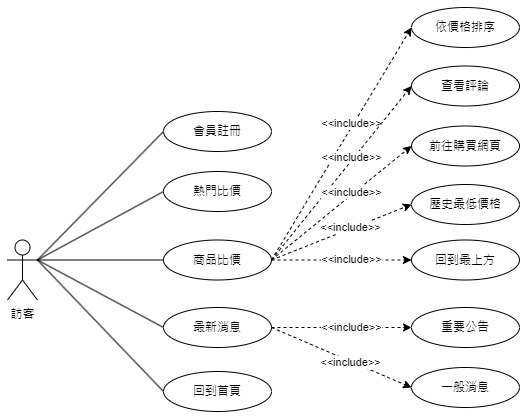 依價格排序
查看評論
<<include>>
會員註冊
前往購買網頁
<<include>>
熱門比價
<<include>>
歷史最低價格
<<include>>
商品比價
<<include>>
回到最上方
訪客
最新消息
<<include>>
重要公告
<<include>>
回到首頁
一般消息